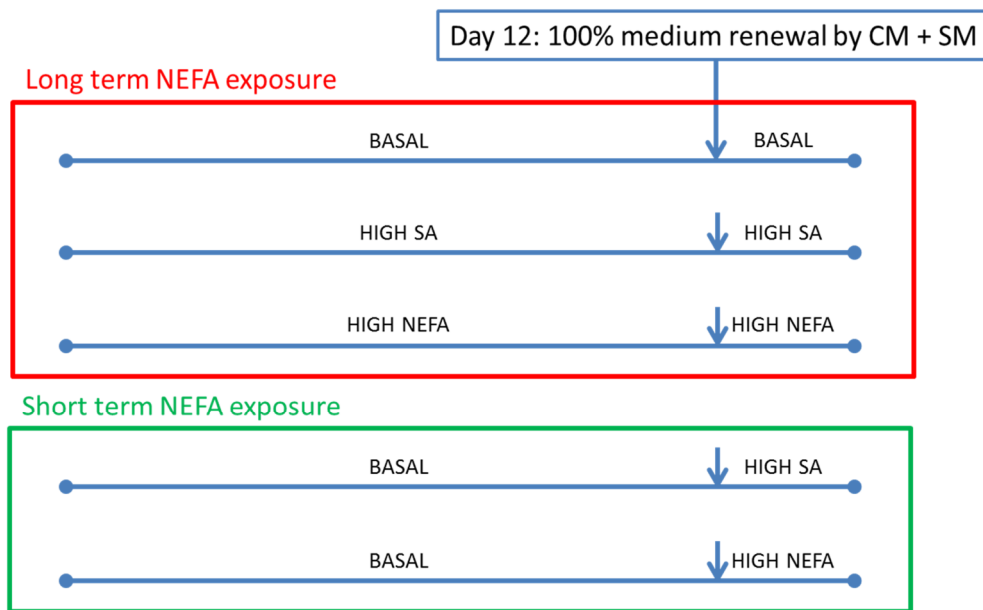 Day 12: 100% medium renewal by CM + SM
Long term NEFA exposure
BASAL BASAL
HIGH SA HIGH SA
HIGH NEFA HIGH NEFA
Short term NEFA exposure
BASAL HIGH SA
BASAL HIGH NEFA